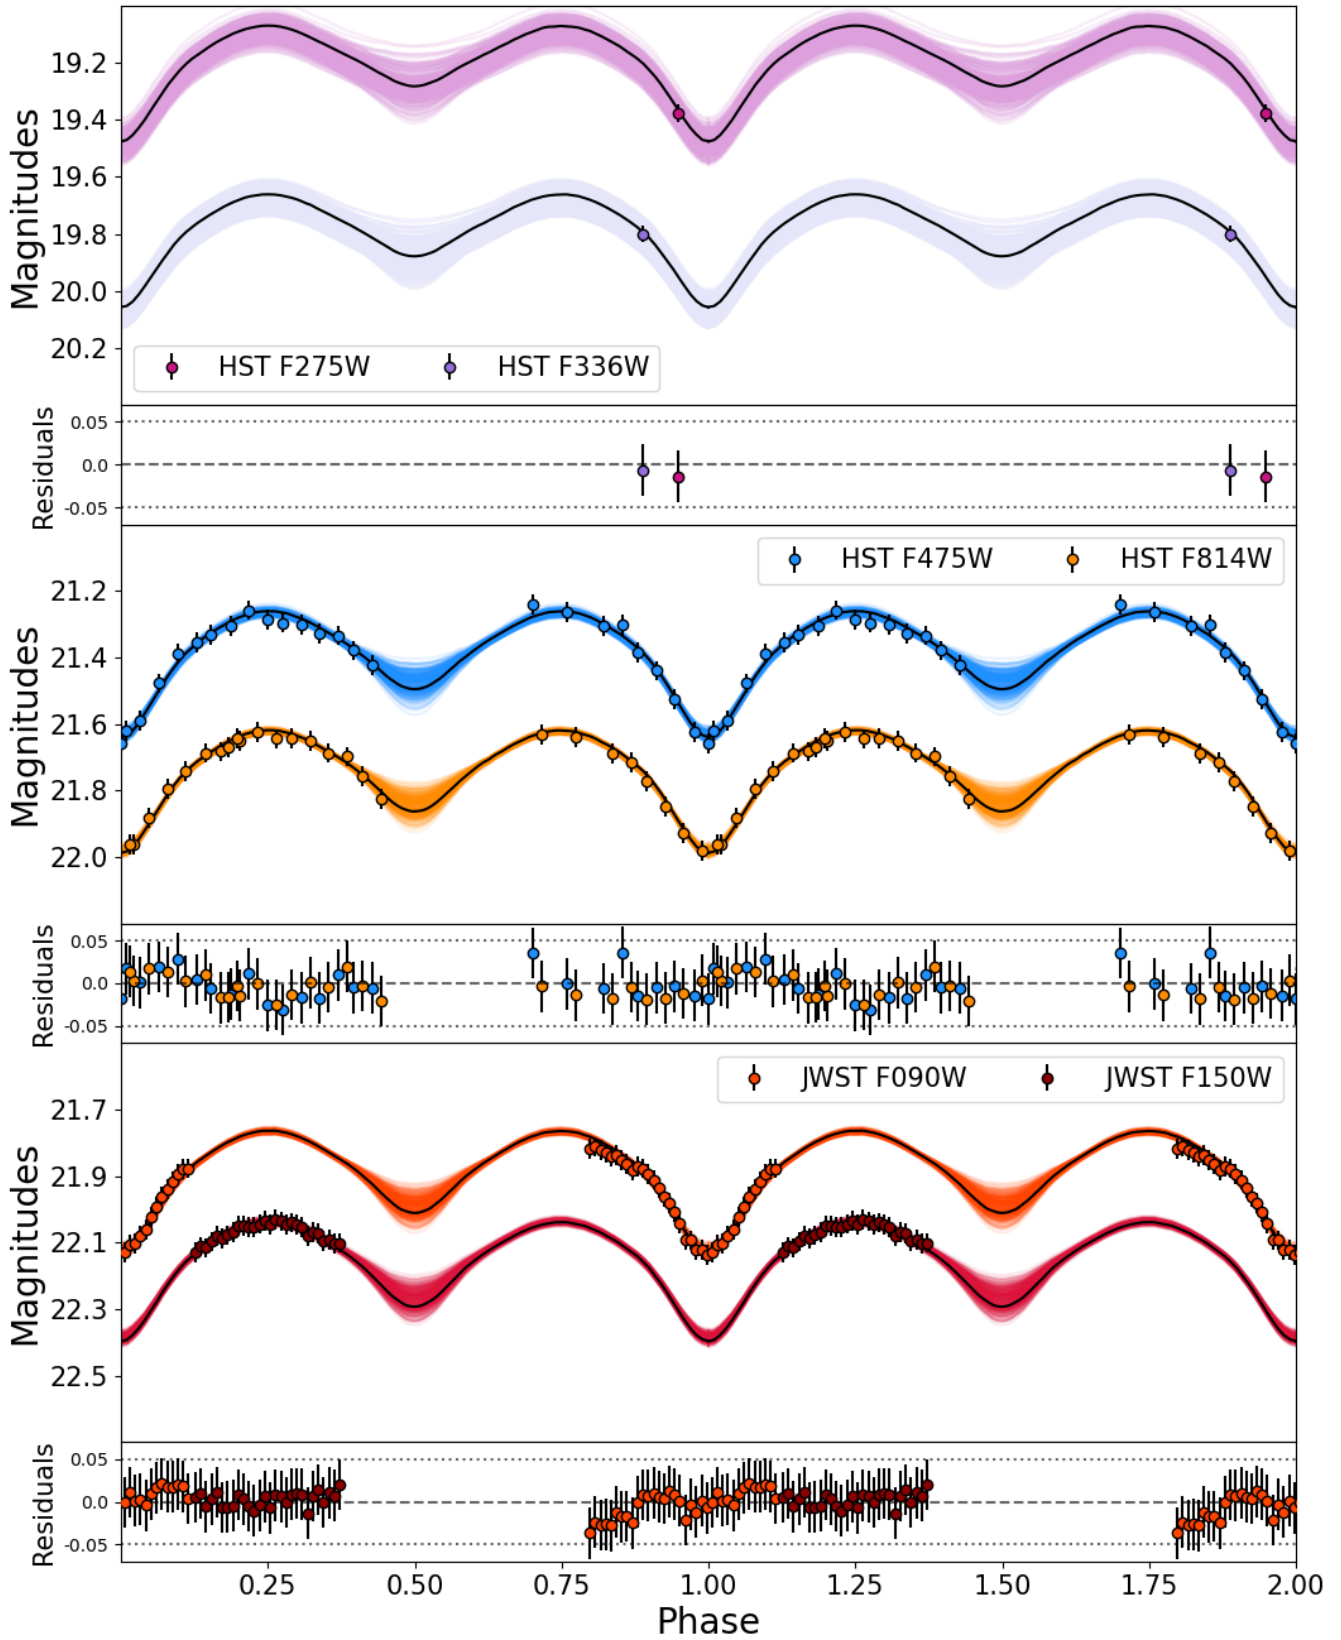 19.2
19.4
19.6
19.8
20.0
20.2
Magnitudes
Magnitudes
HST F275W HST F336W
0.05
0.0
-0.05
Residuals
HST F475W HST F814W
21.2
21.4
21.6
21.8
22.0
Magnitudes
0.05
0.0
-0.05
Residuals
JWST F090W JWST F150W
21.7
21.9
22.1
22.3
22.5
Magnitudes
0.05
0.0
-0.05
Residuals
0.25 0.50 0.75 1.00 1.25 1.50 1.75 2.00
Phase